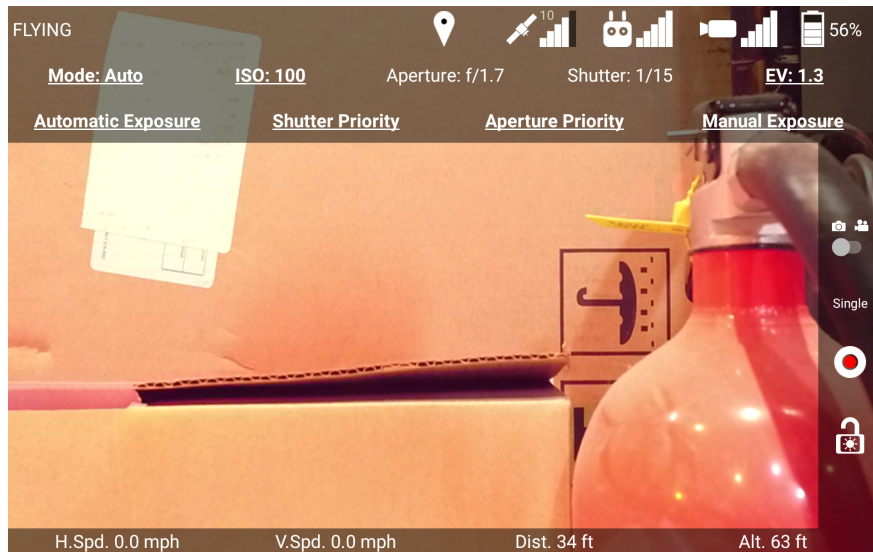 FLYING 10 56%
Mode: Auto ISO: 100 Aperture: f/1.7 Shutter: 1/15 EV: 1.3
Automatic Exposure Shutter Priority Aperture Priority Manual Exposure
Single
H.Spd. 0.0 mph V.Spd. 0.0 mph Dist. 34 ft Alt. 63 ft